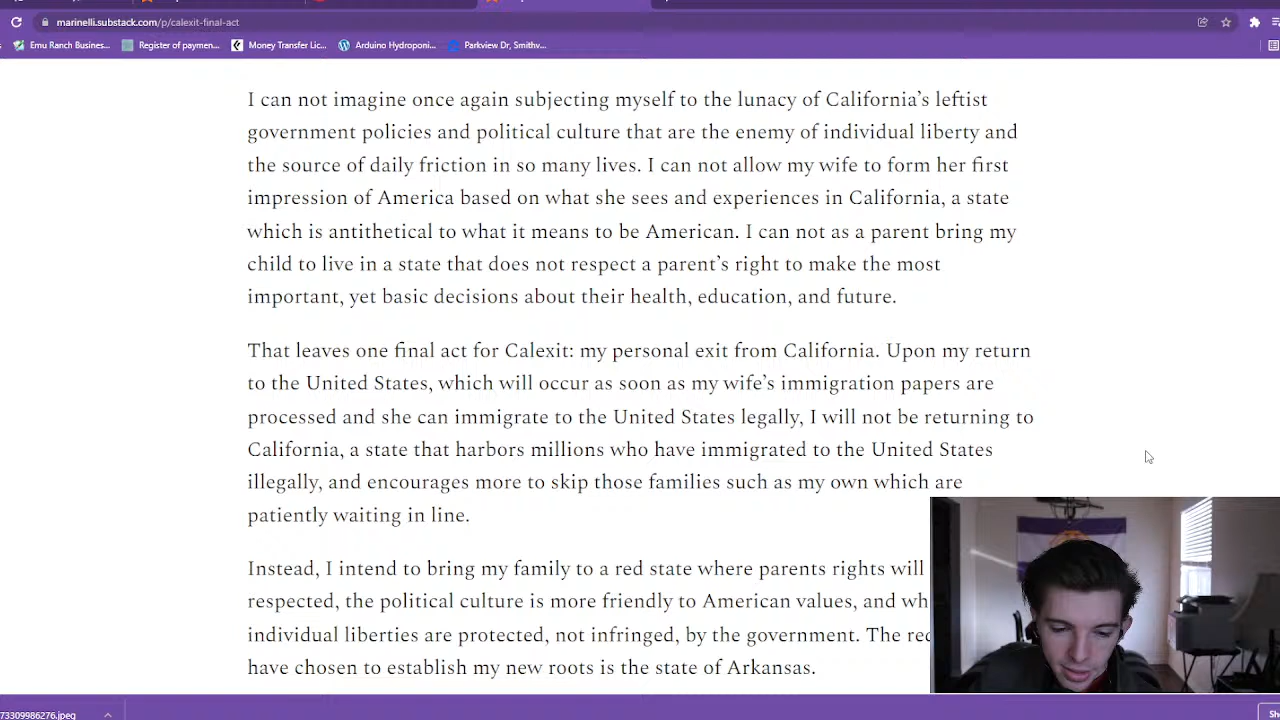 marinelli.substack.com/p/calexit-final-act
Emu Ranch Busines... Register of paymen... Money Transfer Lic... Arduino Hydroponi... Parkview Dr, Smithv...
I can not imagine once again subjecting myself to the lunacy of California's leftist
government policies and political culture that are the enemy of individual liberty and
the source of daily friction in so many lives. I can not allow my wife to form her first
impression of America based on what she sees and experiences in California, a state
which is antithetical to what it means to be American. I can not as a parent bring my
child to live in a state that does not respect a parent's right to make the most
important, yet basic decisions about their health, education, and future.
That leaves one final act for Calexit: my personal exit from California. Upon my return
to the United States, which will occur as soon as my wife's immigration papers are
processed and she can immigrate to the United States legally, I will not be returning to
California, a state that harbors millions who have immigrated to the United States
illegally, and encourages more to skip those families such as my own which are
patiently waiting in line.
Instead, I intend to bring my family to a red state where parents rights will
respected, the political culture is more friendly to American values, and wh
individual liberties are protected, not infringed, by the government. The red
have chosen to establish my new roots is the state of Arkansas.
73309986276.jpeg